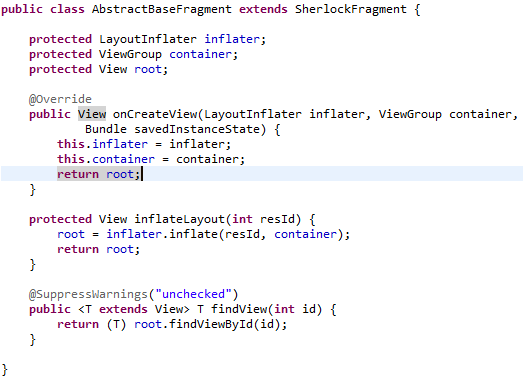 public class AbstractBaseFragment extends SherlockFragment {
protected LayoutInflater inflater;
protected ViewGroup container;
protected View root;
@Override
public View onCreateView(LayoutInflater inflater, ViewGroup container,
Bundle savedInstanceState) {
this.inflater = inflater;
this.container = container;
return root;
}
protected View inflateLayout(int resId) {
root = inflater.inflate(resId, container);
return root;
}
@SuppressWarnings("unchecked")
public <T extends View> T findView(int id) {
return (T) root.findViewById(id);
}
}